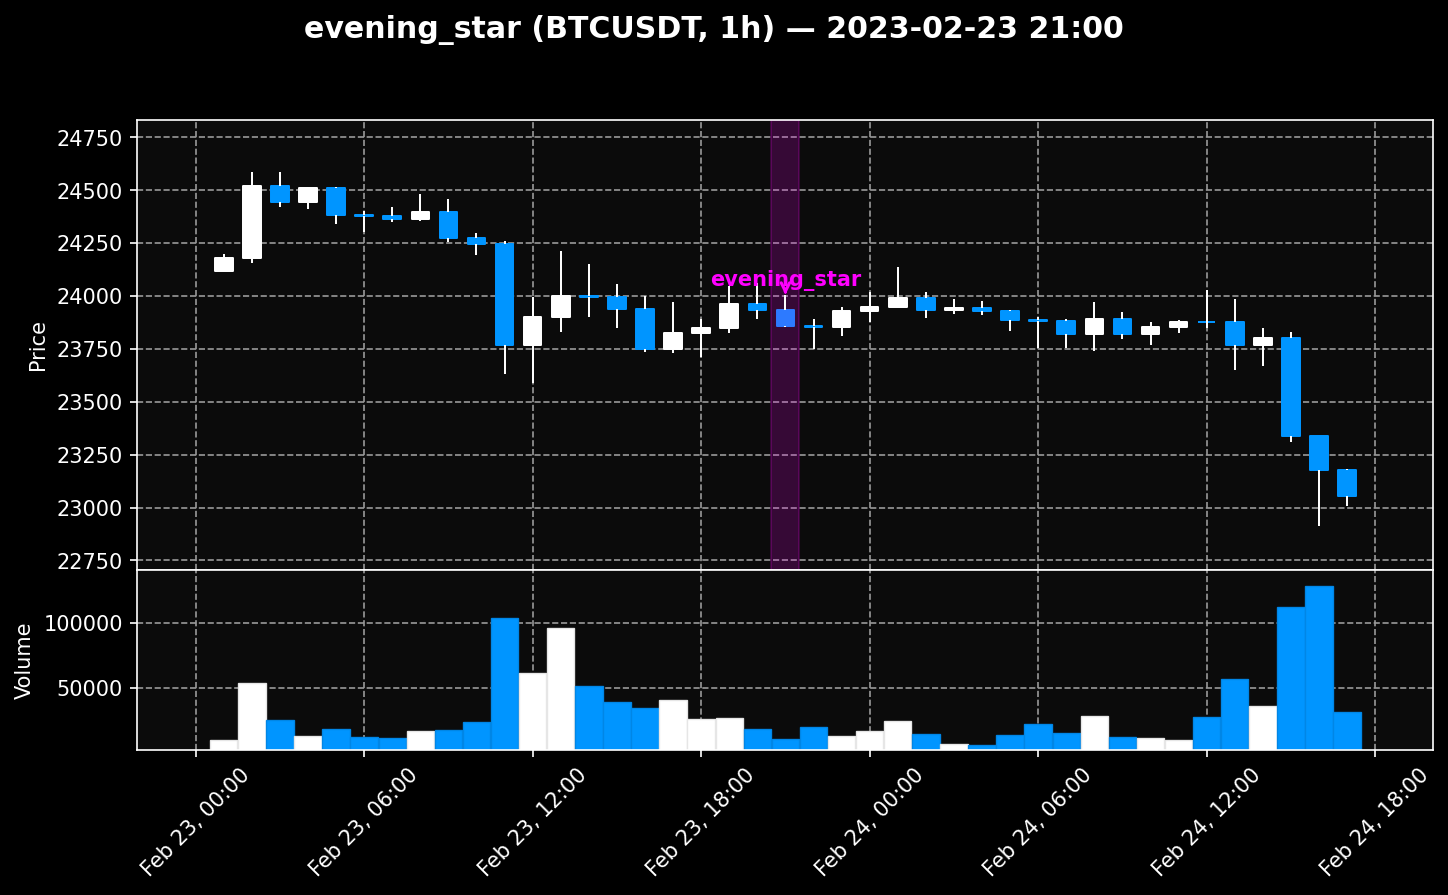 evening_star (BTCUSDT, 1h) — 2023-02-23 21:00
24750
24500
24250
24000
23750
23500
23250
23000
22750
Price
evening_star
100000
50000
Volume
Feb 23, 00:00
Feb 23, 06:00
Feb 23, 12:00
Feb 23, 18:00
Feb 24, 00:00
Feb 24, 06:00
Feb 24, 12:00
Feb 24, 18:00